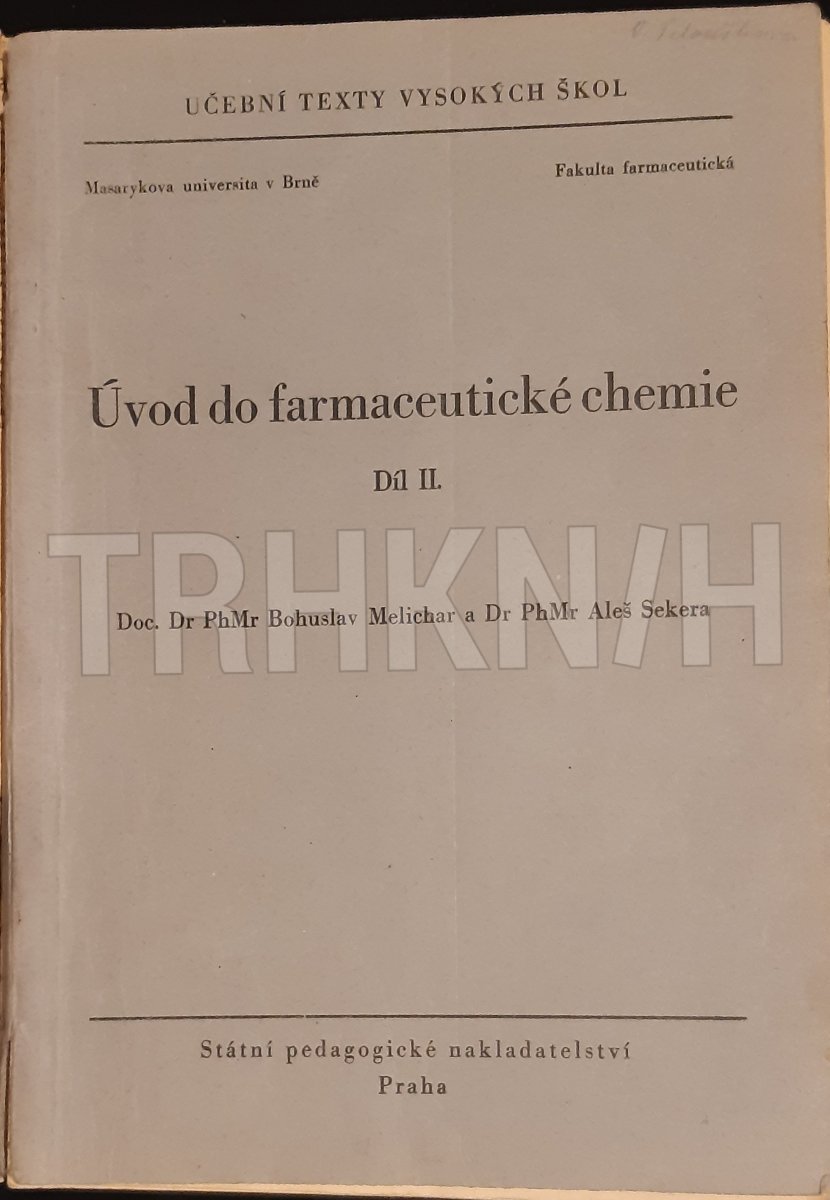 UČEBNÍ TEXTY VYSOKÝCH ŠKOL
Masarykova universita v Brně
Fakulta farmaceutická
Úvod do farmaceutické chemie
Díl II.
TRHKN/H
Doc. Dr PhMr Bohuslav Melichar a Dr PhMr Aleš Sekera
Státní pedagogické nakladatelství
Praha